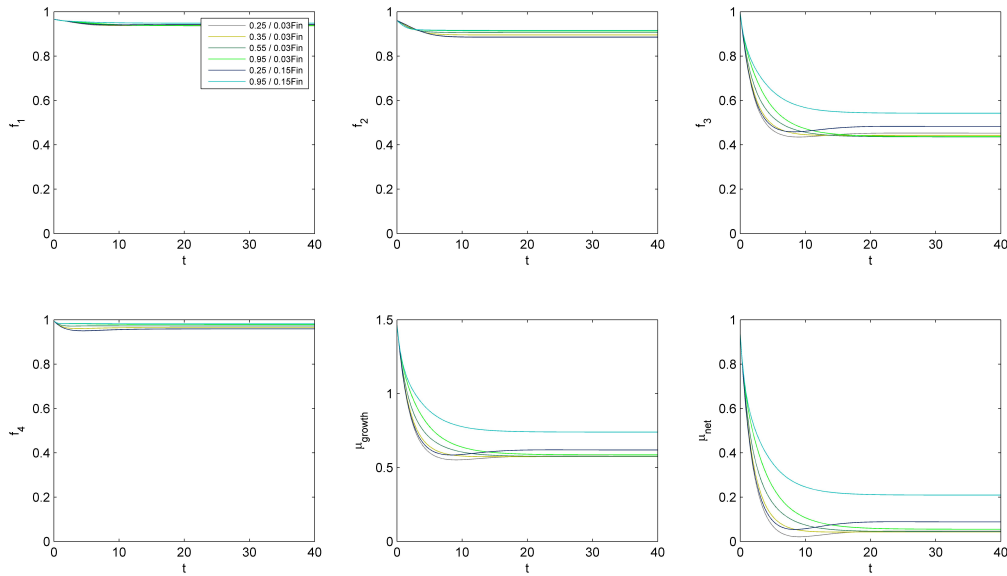 1
0.8
0.6
0.4
0.2
0
0 10 20 30 40
t
f1
0.25 / 0.03Fin
0.35 / 0.03Fin
0.55 / 0.03Fin
0.95 / 0.03Fin
0.25 / 0.15Fin
0.95 / 0.15Fin
1
0.8
0.6
0.4
0.2
0
0 10 20 30 40
t
f2
1
0.8
0.6
0.4
0.2
0
0 10 20 30 40
t
f3
1
0.8
0.6
0.4
0.2
0
0 10 20 30 40
t
f4
1.5
1
0.5
0
0 10 20 30 40
t
μgrowth
1
0.8
0.6
0.4
0.2
0
0 10 20 30 40
t
μnet